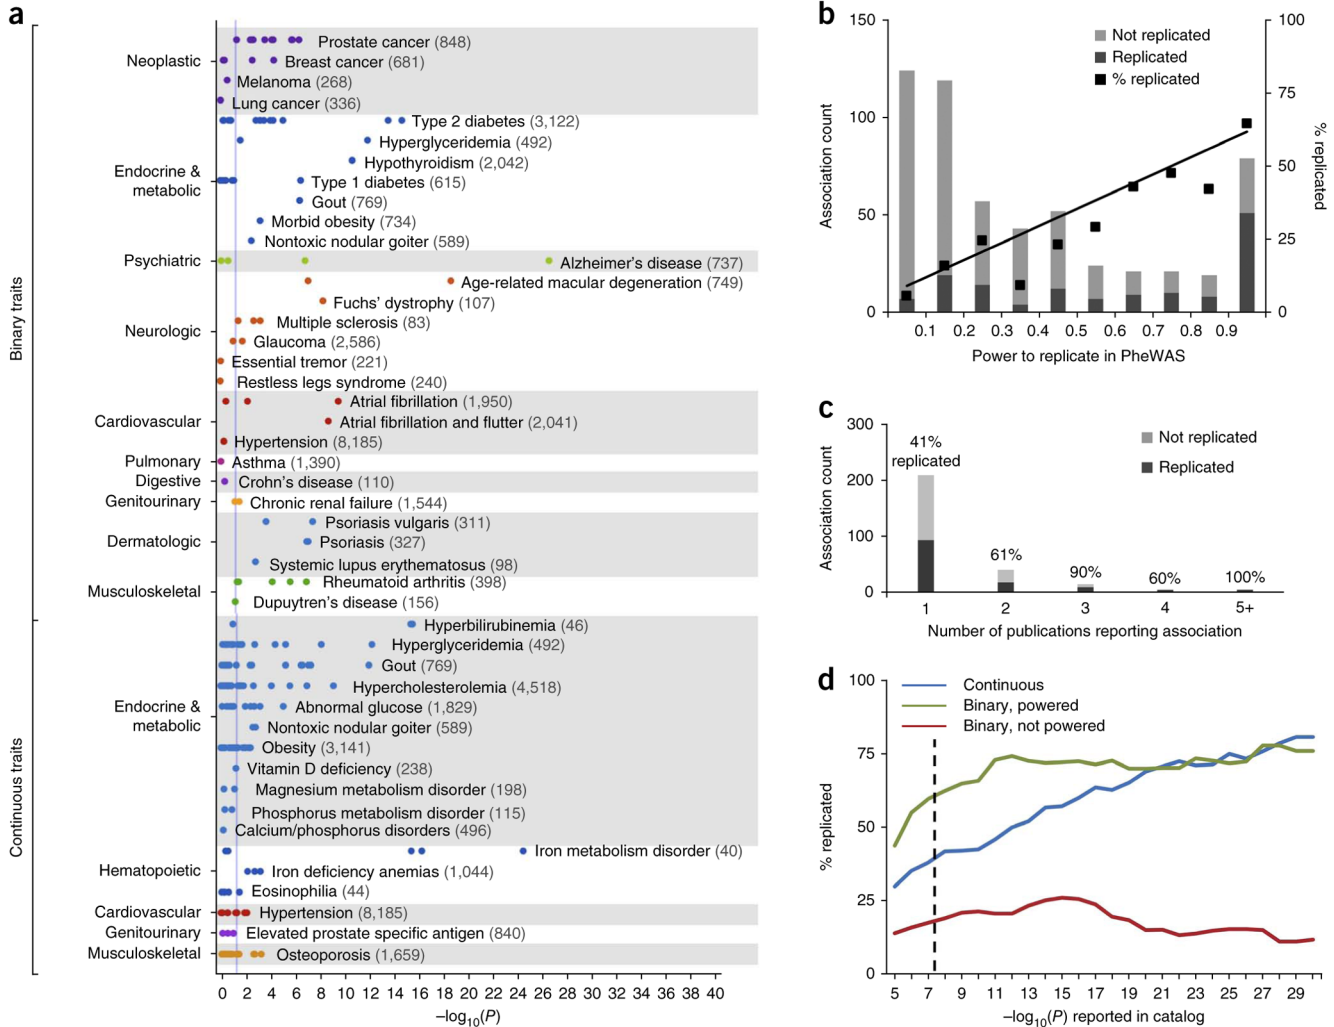 a
Binary traits
Continuous traits
Neoplastic
Prostate cancer (848)
Breast cancer (681)
Melanoma (268)
Lung cancer (336)
Endocrine &
metabolic
Type 2 diabetes (3,122)
Hyperglyceridemia (492)
Hypothyroidism (2,042)
Type 1 diabetes (615)
Gout (769)
Morbid obesity (734)
Nontoxic nodular goiter (589)
Psychiatric
Alzheimer's disease (737)
Neurologic
Age-related macular degeneration (749)
Fuchs' dystrophy (107)
Multiple sclerosis (83)
Glaucoma (2,586)
Essential tremor (221)
Restless legs syndrome (240)
Cardiovascular
Atrial fibrillation (1,950)
Atrial fibrillation and flutter (2,041)
Hypertension (8,185)
Pulmonary
Asthma (1,390)
Digestive
Crohn's disease (110)
Genitourinary
Chronic renal failure (1,544)
Dermatologic
Psoriasis vulgaris (311)
Psoriasis (327)
Systemic lupus erythematosus (98)
Musculoskeletal
Rheumatoid arthritis (398)
Dupuytren's disease (156)
Endocrine &
metabolic
Hyperbilirubinemia (46)
Hyperglyceridemia (492)
Gout (769)
Hypercholesterolemia (4,518)
Abnormal glucose (1,829)
Nontoxic nodular goiter (589)
Obesity (3,141)
Vitamin D deficiency (238)
Magnesium metabolism disorder (198)
Phosphorus metabolism disorder (115)
Calcium/phosphorus disorders (496)
Hematopoietic
Iron metabolism disorder (40)
Iron deficiency anemias (1,044)
Eosinophilia (44)
Cardiovascular
Hypertension (8,185)
Genitourinary
Elevated prostate specific antigen (840)
Musculoskeletal
Osteoporosis (1,659)
0 2 4 6 8 10 12 14 16 18 20 22 24 26 28 30 32 34 36 38 40
–log10(P)
b
150
100
50
0
Association count
Not replicated
Replicated
% replicated
100
75
50
25
0
% replicated
0.1 0.2 0.3 0.4 0.5 0.6 0.7 0.8 0.9
Power to replicate in PheWAS
c
300
200
100
0
Association count
41%
replicated
61%
90%
60%
100%
Not replicated
Replicated
1 2 3 4 5+
Number of publications reporting association
d
100
75
50
25
0
% replicated
Continuous
Binary, powered
Binary, not powered
5 7 9 11 13 15 17 19 21 23 25 27 29
–log10(P) reported in catalog